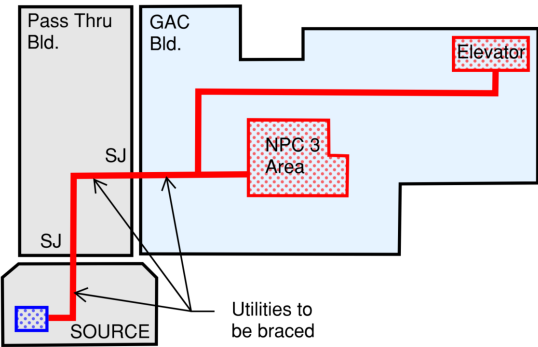 Pass Thru
Bld.
GAC
Bld.
Elevator
NPC 3
Area
SJ
SJ
SOURCE
Utilities to
be braced